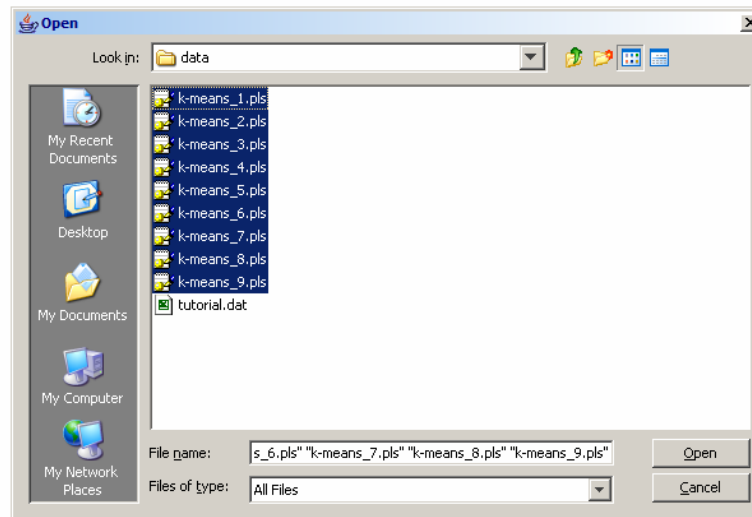 Open
Look in: data
My Recent
Documents
Desktop
My Documents
My Computer
My Network
Places
k-means_1.pls
k-means_2.pls
k-means_3.pls
k-means_4.pls
k-means_5.pls
k-means_6.pls
k-means_7.pls
k-means_8.pls
k-means_9.pls
tutorial.dat
File name: s_6.pls" "k-means_7.pls" "k-means_8.pls" "k-means_9.pls" Open
Files of type: All Files Cancel